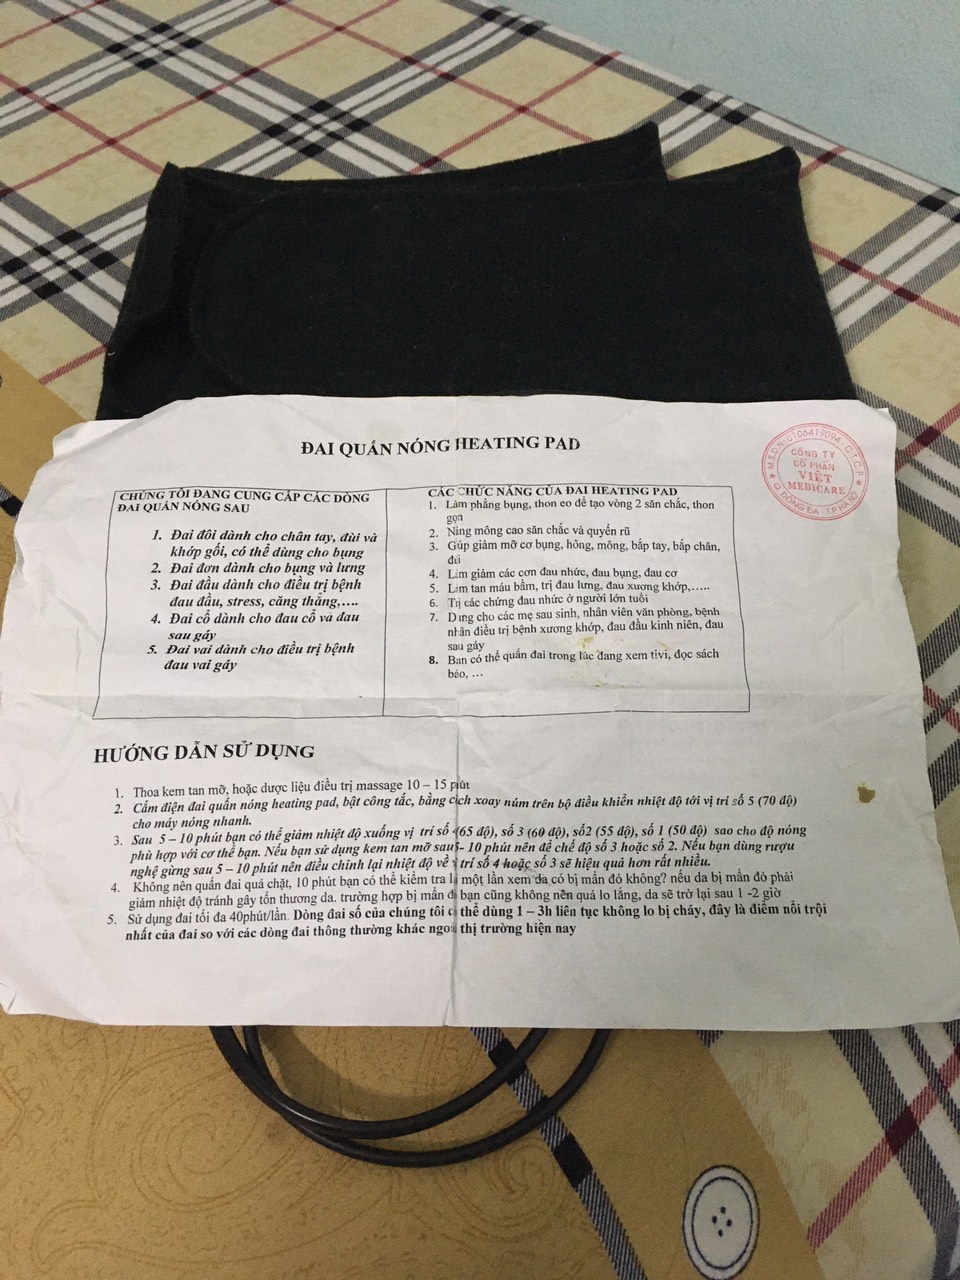 ĐAI QUẤN NÓNG HEATING PAD
M.S.D.N:0106419094-C.T.C.P
CÔNG TY
CỔ PHẦN
VIỆT
MEDICARE
Q. ĐỐNG ĐA - T.P HÀ NỘI
CHÚNG TÔI ĐANG CUNG CẤP CÁC DÒNG
ĐAI QUẤN NÓNG SAU
1. Đai đôi dành cho chân tay, đùi và
khớp gối, có thể dùng cho bụng
2. Đai đơn dành cho bụng và lưng
3. Đai đầu dành cho điều trị bệnh
đau đầu, stress, căng thẳng,....
4. Đai cổ dành cho đau cổ và đau
sau gáy
5. Đai vai dành cho điều trị bệnh
đau vai gáy
CÁC CHỨC NĂNG CỦA ĐAI HEATING PAD
1. Làm phẳng bụng, thon eo để tạo vòng 2 săn chắc, thon
gọn
2. Nâng mông cao săn chắc và quyến rũ
3. Giúp giảm mỡ cơ bụng, hông, mông, bắp tay, bắp chân,
đùi
4. Làm giảm các cơn đau nhức, đau bụng, đau cơ
5. Làm tan máu bầm, trị đau lưng, đau xương khớp,.....
6. Trị các chứng đau nhức ở người lớn tuổi
7. Dùng cho các mẹ sau sinh, nhân viên văn phòng, bệnh
nhân điều trị bệnh xương khớp, đau đầu kinh niên, đau
sau gáy
8. Bạn có thể quấn đai trong lúc đang xem tivi, đọc sách
báo, ...
HƯỚNG DẪN SỬ DỤNG
1. Thoa kem tan mỡ, hoặc dược liệu điều trị massage 10 – 15 phút
2. Cắm điện đai quấn nóng heating pad, bật công tắc, bằng cách xoay núm trên bộ điều khiển nhiệt độ tới vị trí số 5 (70 độ)
cho máy nóng nhanh.
3. Sau 5 – 10 phút bạn có thể giảm nhiệt độ xuống vị trí số 4(65 độ), số 3 (60 độ), số2 (55 độ), số 1 (50 độ) sao cho độ nóng
phù hợp với cơ thể bạn. Nếu bạn sử dụng kem tan mỡ sau 5- 10 phút nên để chế độ số 3 hoặc số 2. Nếu bạn dùng rượu
nghệ gừng sau 5 – 10 phút nên điều chỉnh lại nhiệt độ về vị trí số 4 hoặc số 3 sẽ hiệu quả hơn rất nhiều.
4. Không nên quấn đai quá chặt, 10 phút bạn có thể kiểm tra lại một lần xem da có bị mẩn đỏ không? nếu da bị mẩn đỏ phải
giảm nhiệt độ tránh gây tổn thương da. trường hợp bị mẩn đỏ bạn cũng không nên quá lo lắng, da sẽ trở lại sau 1 -2 giờ
5. Sử dụng đai tối đa 40phút/lần. Dòng đai số của chúng tôi có thể dùng 1 – 3h liên tục không lo bị cháy, đây là điểm nổi trội
nhất của đai so với các dòng đai thông thường khác ngoài thị trường hiện nay